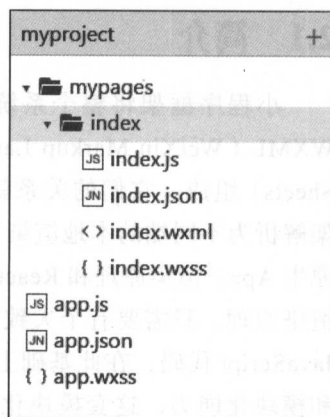 myproject +
mypages
index
JS index.js
JN index.json
< > index.wxml
{ } index.wxss
JS app.js
JN app.json
{ } app.wxss